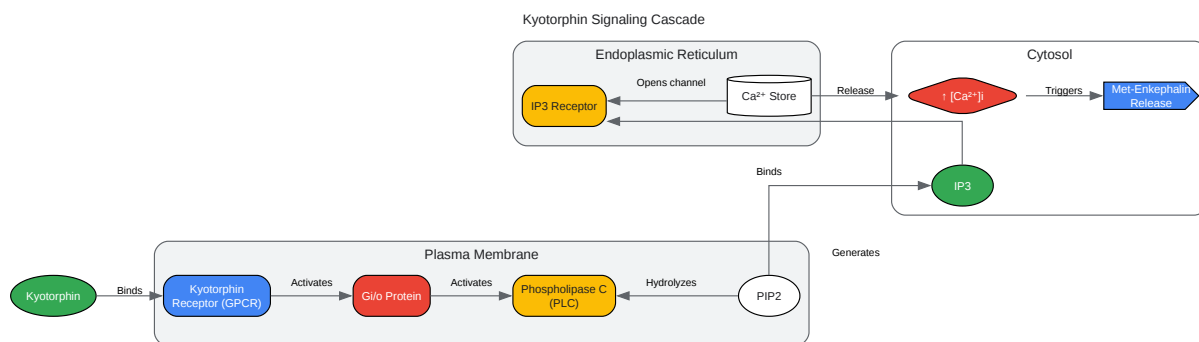 Kyotorphin Signaling Cascade
Endoplasmic Reticulum
Cytosol
Opens channel
IP3 Receptor
Ca²⁺ Store
Release
↑ [Ca²⁺]i
Triggers
Met-Enkephalin
Release
Binds
IP3
Plasma Membrane
Generates
Kyotorphin
Binds
Kyotorphin
Receptor (GPCR)
Activates
Gi/o Protein
Activates
Phospholipase C
(PLC)
Hydrolyzes
PIP2